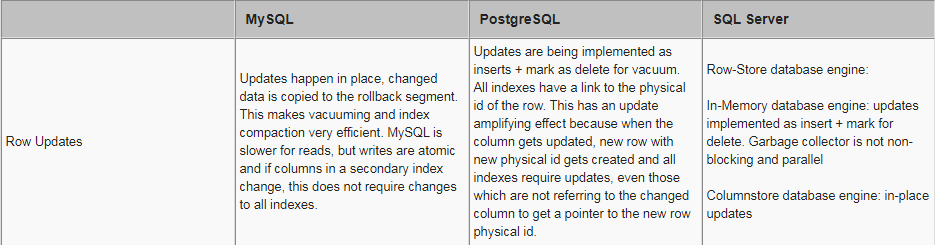 MySQL
PostgreSQL
SQL Server
Row Updates
Updates happen in place, changed
data is copied to the rollback segment.
This makes vacuuming and index
compaction very efficient. MySQL is
slower for reads, but writes are atomic
and if columns in a secondary index
change, this does not require changes
to all indexes.
Updates are being implemented as
inserts + mark as delete for vacuum.
All indexes have a link to the physical
id of the row. This has an update
amplifying effect because when the
column gets updated, new row with
new physical id gets created and all
indexes require updates, even those
which are not referring to the changed
column to get a pointer to the new row
physical id.
Row-Store database engine:
In-Memory database engine: updates
implemented as insert + mark for
delete. Garbage collector is not non-
blocking and parallel
Columnstore database engine: in-place
updates